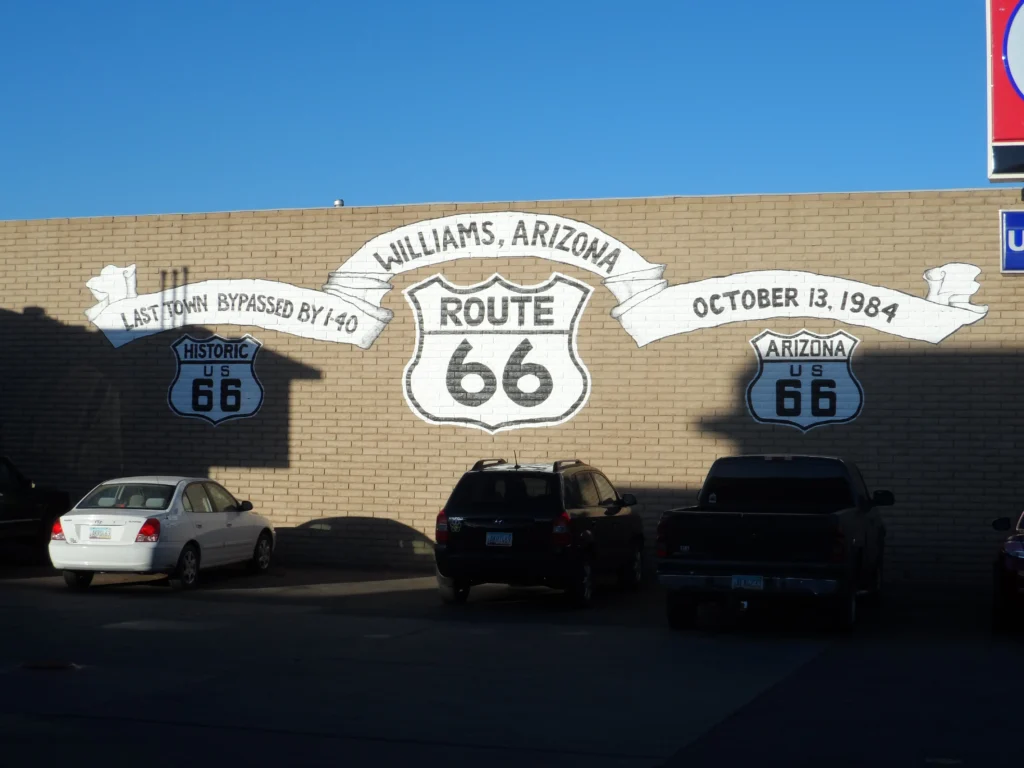 WILLIAMS, ARIZONA
LAST TOWN BYPASSED BY I-40
OCTOBER 13, 1984
ROUTE
66
HISTORIC
US
66
ARIZONA
US
66
U